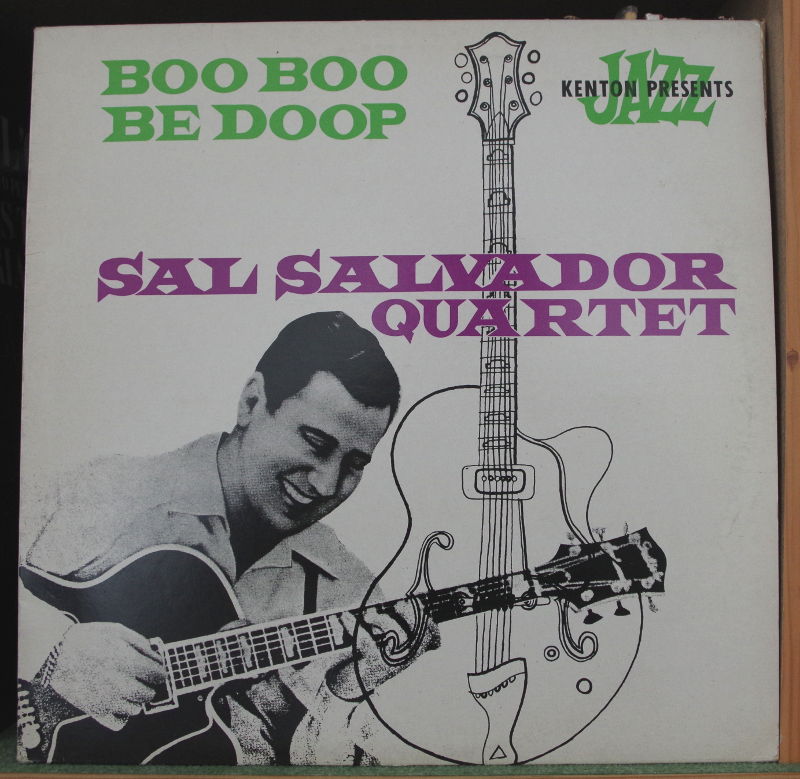 BOO BOO
BE DOOP
KENTON PRESENTS
JAZZ
SAL SALVADOR
QUARTET